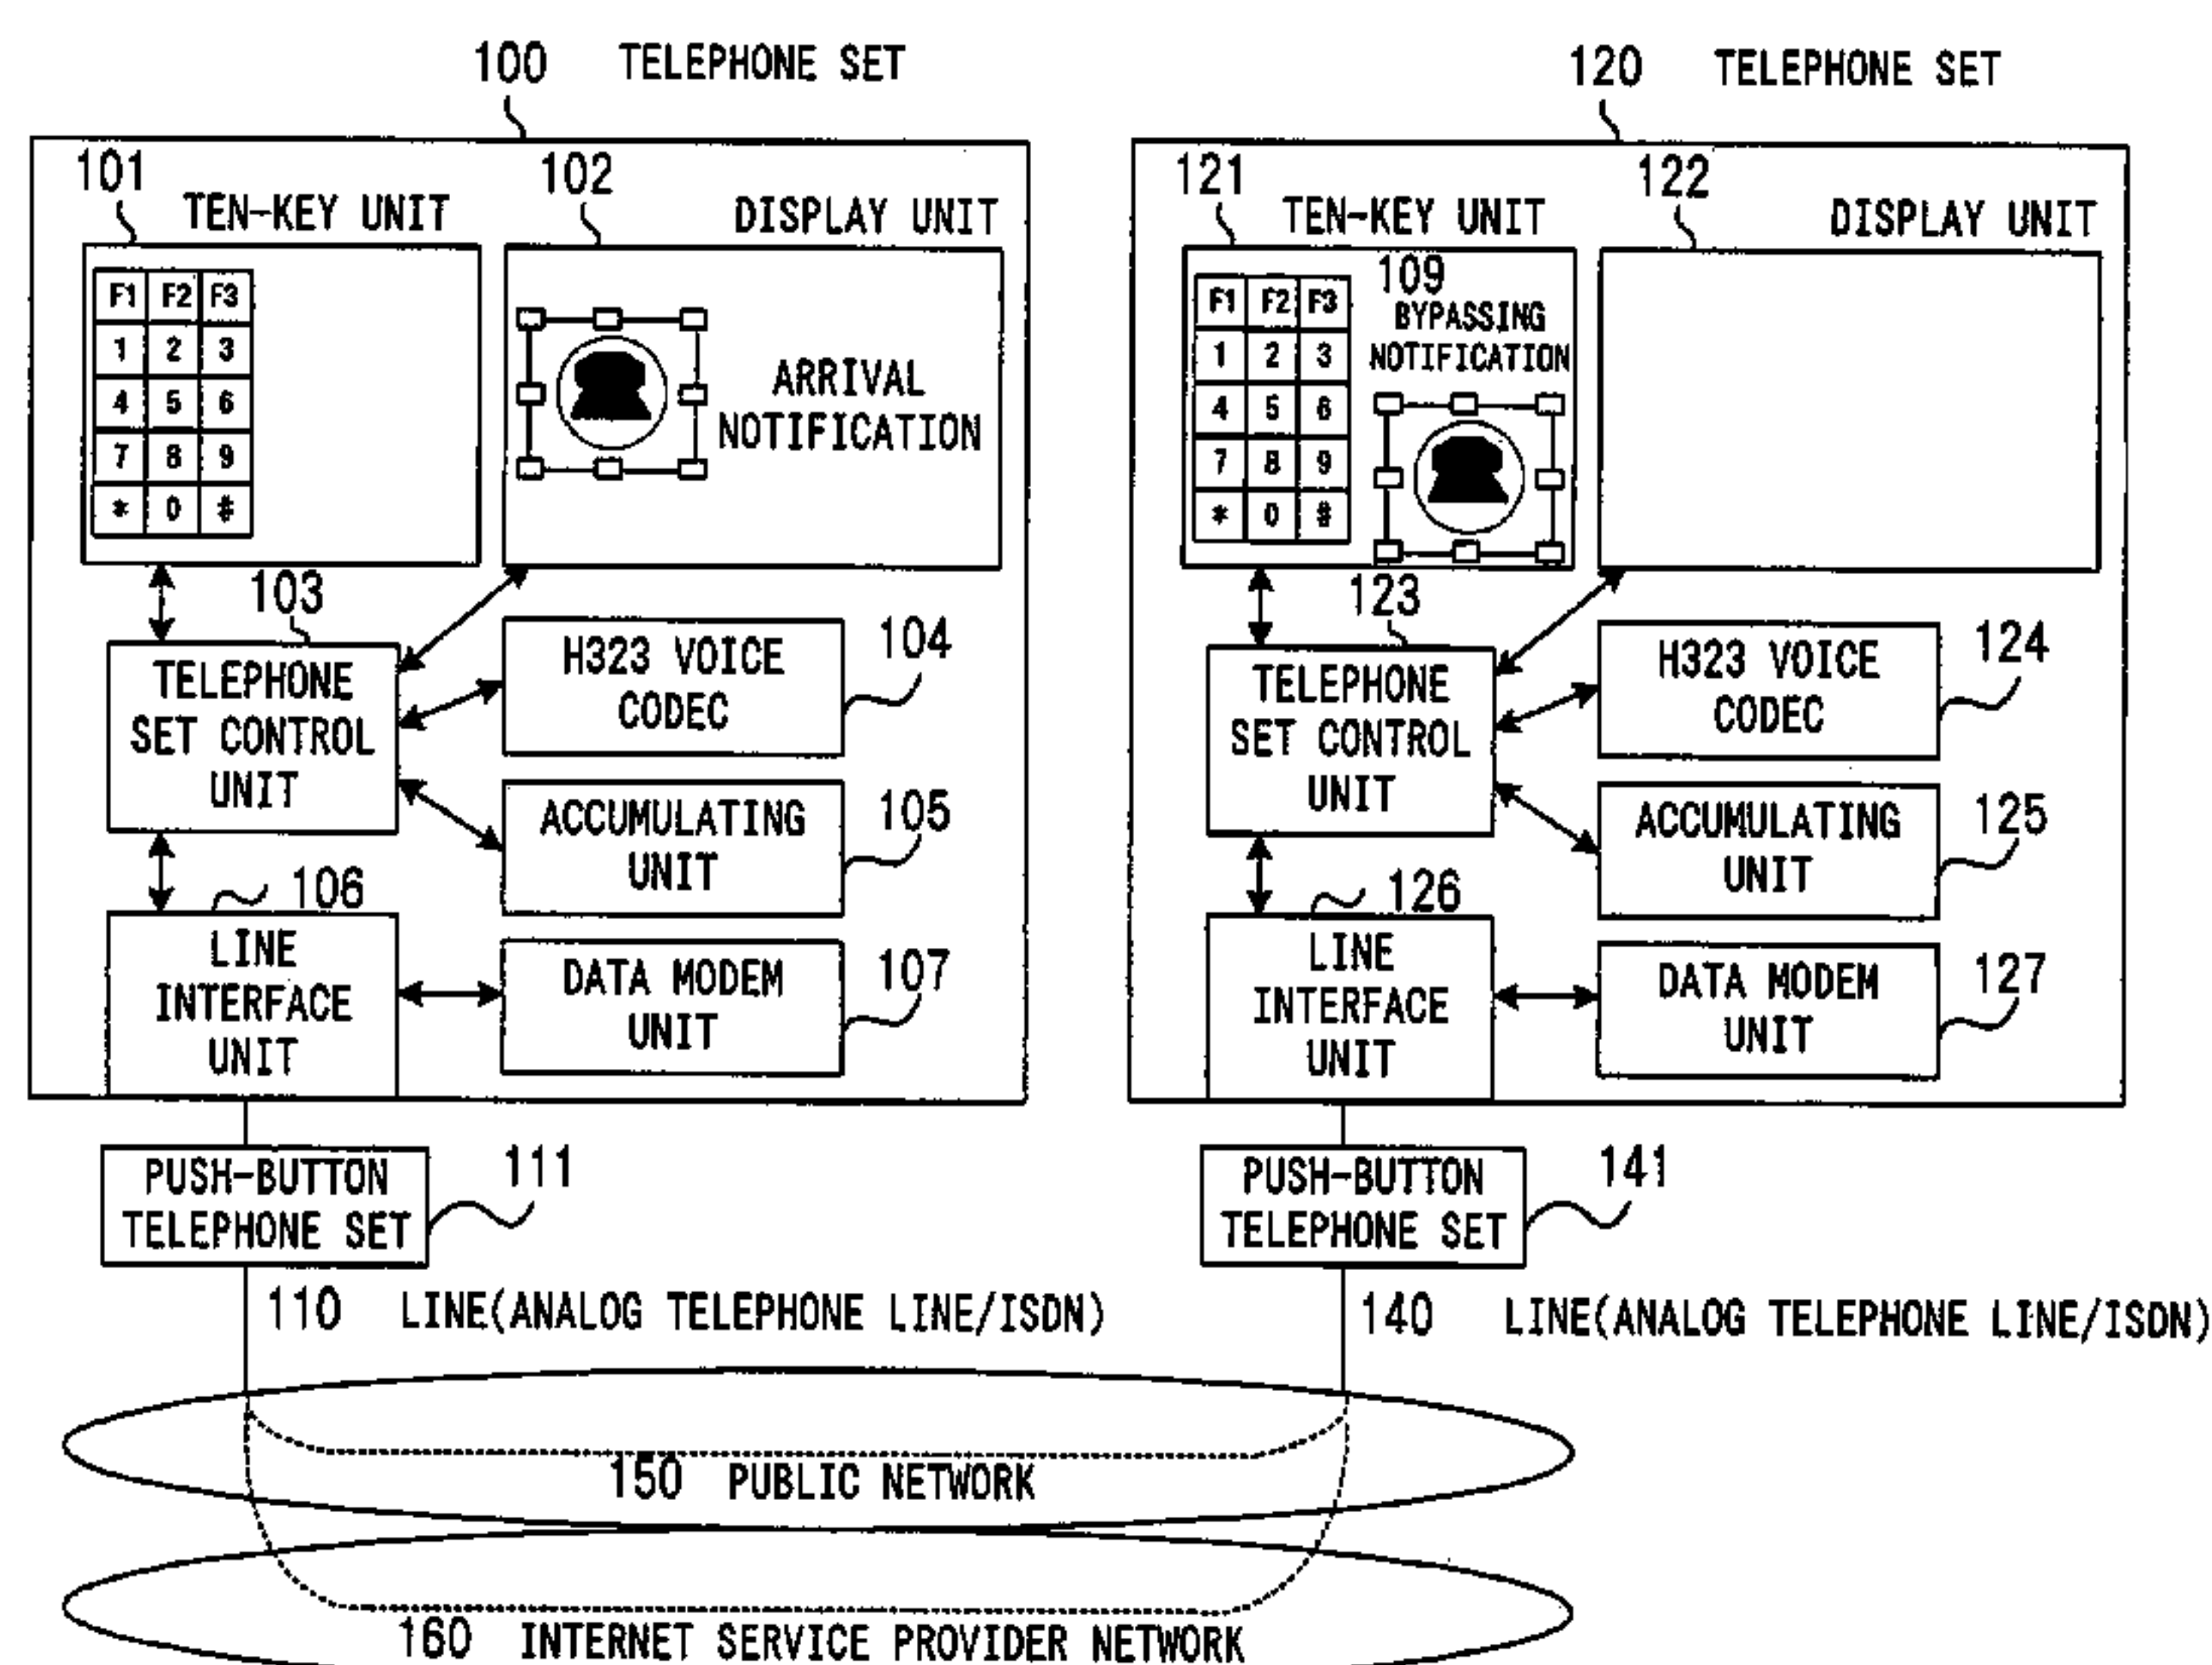 100 TELEPHONE SET
101
TEN-KEY UNIT
102
DISPLAY UNIT
F1 F2 F3
1 2 3
4 5 6
7 8 9
* 0 #
ARRIVAL
NOTIFICATION
103
TELEPHONE
SET CONTROL
UNIT
H323 VOICE
CODEC
104
ACCUMULATING
UNIT
105
106
LINE
INTERFACE
UNIT
DATA MODEM
UNIT
107
PUSH-BUTTON
TELEPHONE SET
111
110 LINE(ANALOG TELEPHONE LINE/ISDN)
120 TELEPHONE SET
121
TEN-KEY UNIT
122
DISPLAY UNIT
F1 F2 F3
1 2 3
4 5 6
7 8 9
* 0 #
109
BYPASSING
NOTIFICATION
123
TELEPHONE
SET CONTROL
UNIT
H323 VOICE
CODEC
124
ACCUMULATING
UNIT
125
126
LINE
INTERFACE
UNIT
DATA MODEM
UNIT
127
PUSH-BUTTON
TELEPHONE SET
141
140 LINE(ANALOG TELEPHONE LINE/ISDN)
150 PUBLIC NETWORK
160 INTERNET SERVICE PROVIDER NETWORK